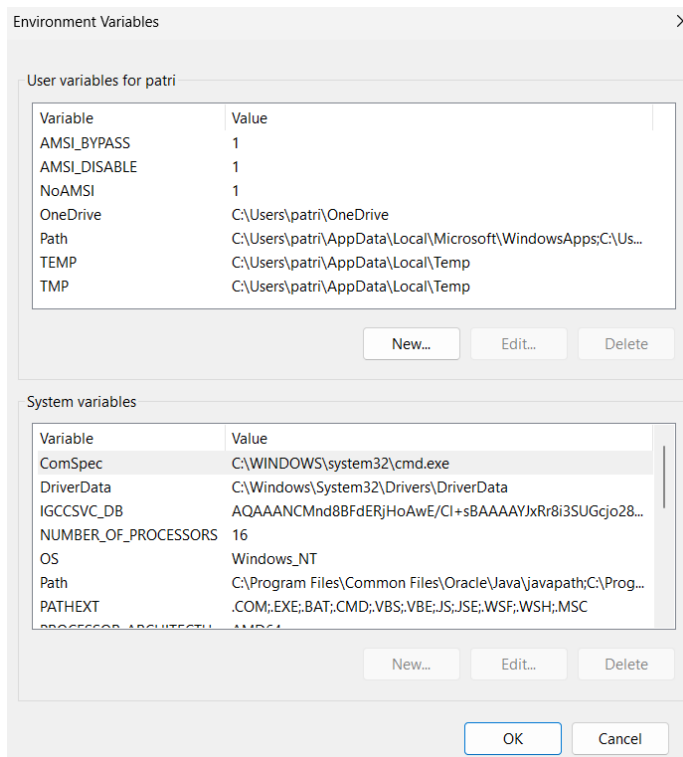 Environment Variables
User variables for patri
Variable Value
AMSI_BYPASS 1
AMSI_DISABLE 1
NoAMSI 1
OneDrive C:\Users\patri\OneDrive
Path C:\Users\patri\AppData\Local\Microsoft\WindowsApps;C:\Us...
TEMP C:\Users\patri\AppData\Local\Temp
TMP C:\Users\patri\AppData\Local\Temp
New... Edit... Delete
System variables
Variable Value
ComSpec C:\WINDOWS\system32\cmd.exe
DriverData C:\Windows\System32\Drivers\DriverData
IGCCSVC_DB
NUMBER_OF_PROCESSORS 16
OS Windows_NT
Path C:\Program Files\Common Files\Oracle\Java\javapath;C:\Prog...
PATHEXT .COM;.EXE;.BAT;.CMD;.VBS;.VBE;.JS;.JSE;.WSF;.WSH;.MSC
New... Edit... Delete
OK Cancel